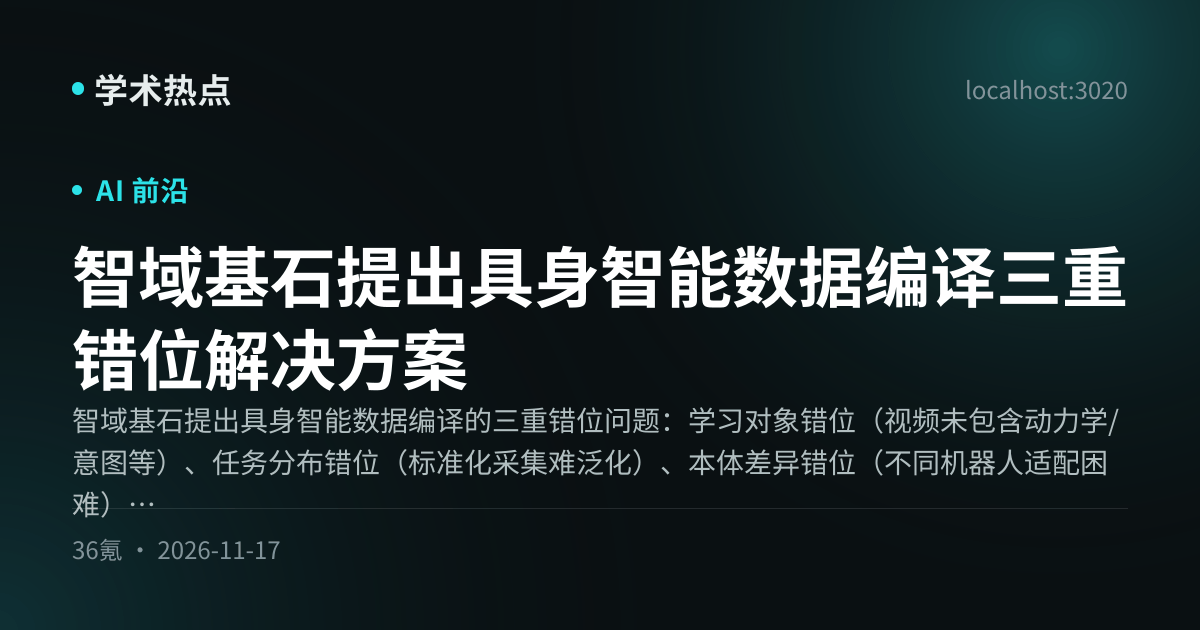 学术热点
localhost:3020
AI 前沿
智域基石提出具身智能数据编译三重
错位解决方案
智域基石提出具身智能数据编译的三重错位问题：学习对象错位（视频未包含动力学/
意图等）、任务分布错位（标准化采集难泛化）、本体差异错位（不同机器人适配困
难）…
36氪 · 2026-11-17